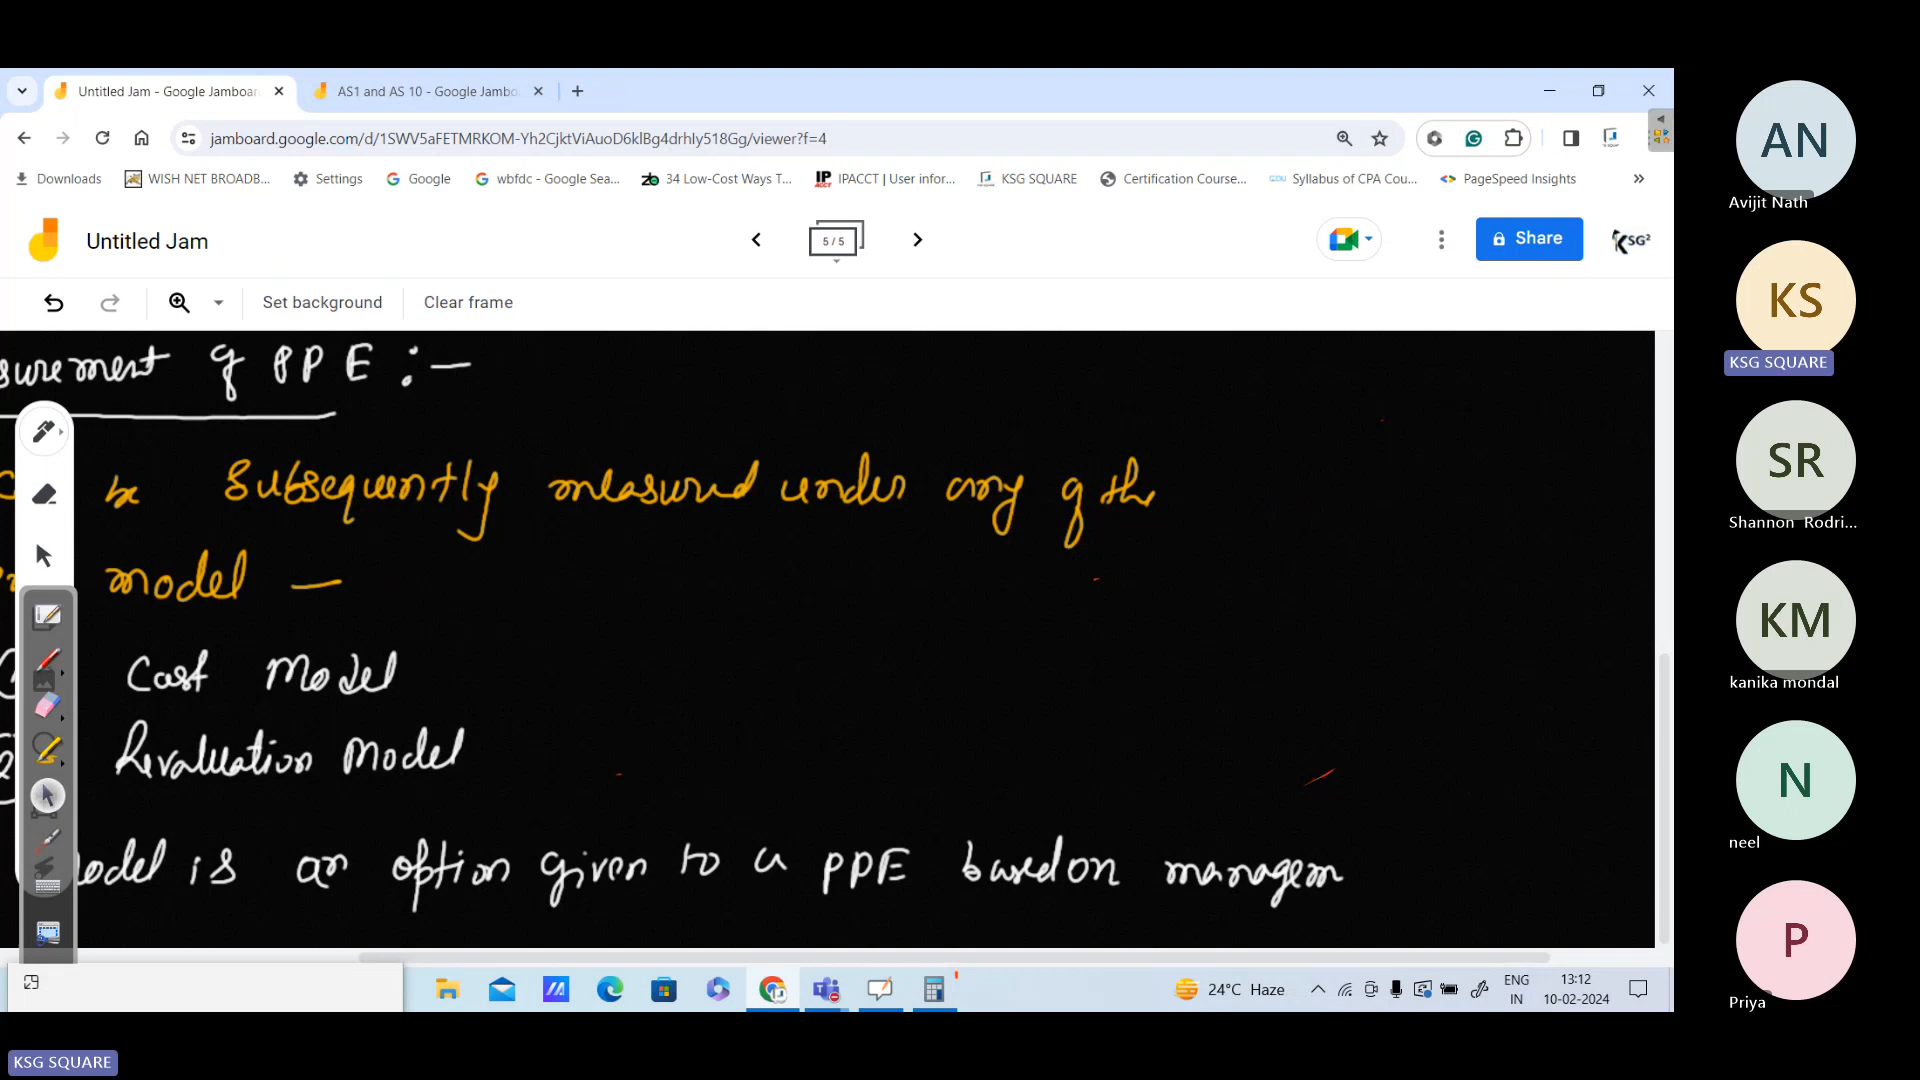 Untitled Jam - Google Jamboar
AS1 and AS 10 - Google Jambo
jamboard.google.com/d/1SWV5aFETMRKOM-Yh2CjktViAuoD6klBg4drhIy518Gg/viewer?f=4
Downloads WISH NET BROADB... Settings Google wbfdc - Google Sea... 34 Low-Cost Ways T... IPACCT | User infor... KSG SQUARE Certification Course... Syllabus of CPA Cou... PageSpeed Insights
Untitled Jam
5 / 5
Share
KSG²
Set background Clear frame
surement of PPE :-
be Subsequently measured under any of the
model —
Cost Model
Revaluation Model
model is an option given to a PPE based on managem
24°C Haze
ENG
IN
13:12
10-02-2024
AN
Avijit Nath
KS
KSG SQUARE
SR
Shannon Rodri...
KM
kanika mondal
N
neel
P
Priya
KSG SQUARE